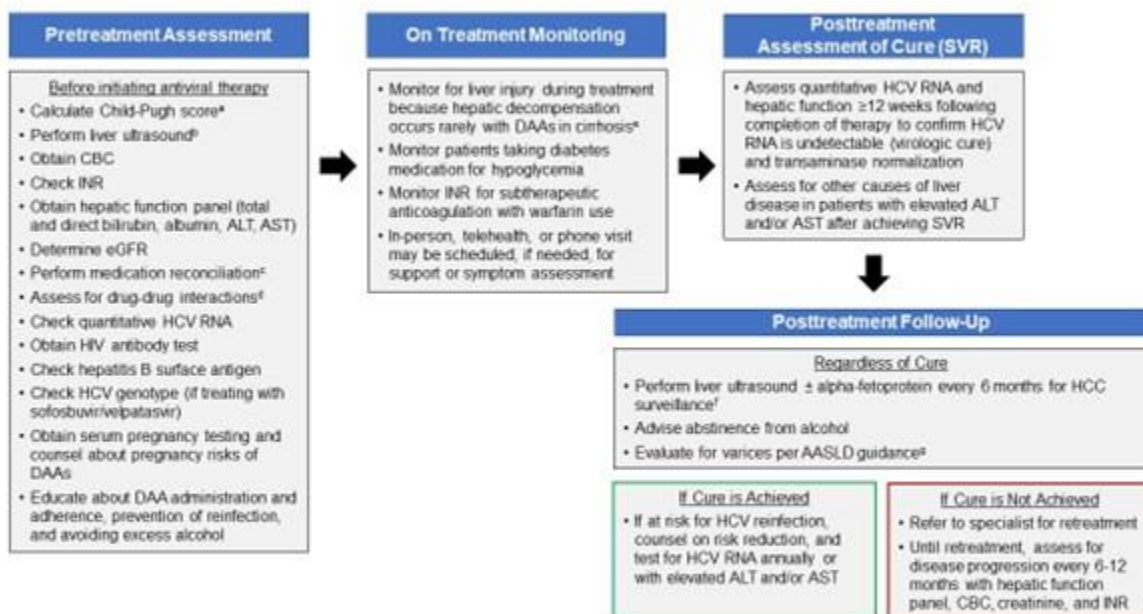 Pretreatment Assessment
Before initiating antiviral therapy
• Calculate Child-Pugh scoreᵃ
• Perform liver ultrasoundᵇ
• Obtain CBC
• Check INR
• Obtain hepatic function panel (total
and direct bilirubin, albumin, ALT, AST)
• Determine eGFR
• Perform medication reconciliationᶜ
• Assess for drug-drug interactionsᵈ
• Check quantitative HCV RNA
• Obtain HIV antibody test
• Check hepatitis B surface antigen
• Check HCV genotype (if treating with
sofosbuvir/velpatasvir)
• Obtain serum pregnancy testing and
counsel about pregnancy risks of
DAAs
• Educate about DAA administration and
adherence, prevention of reinfection,
and avoiding excess alcohol
On Treatment Monitoring
• Monitor for liver injury during treatment
because hepatic decompensation
occurs rarely with DAAs in cirrhosisᵉ
• Monitor patients taking diabetes
medication for hypoglycemia
• Monitor INR for subtherapeutic
anticoagulation with warfarin use
• In-person, telehealth, or phone visit
may be scheduled, if needed, for
support or symptom assessment
Posttreatment
Assessment of Cure (SVR)
• Assess quantitative HCV RNA and
hepatic function ≥12 weeks following
completion of therapy to confirm HCV
RNA is undetectable (virologic cure)
and transaminase normalization
• Assess for other causes of liver
disease in patients with elevated ALT
and/or AST after achieving SVR
Posttreatment Follow-Up
Regardless of Cure
• Perform liver ultrasound ± alpha-fetoprotein every 6 months for HCC
surveillanceᶠ
• Advise abstinence from alcohol
• Evaluate for varices per AASLD guidanceᵍ
If Cure is Achieved
• If at risk for HCV reinfection,
counsel on risk reduction, and
test for HCV RNA annually or
with elevated ALT and/or AST
If Cure is Not Achieved
• Refer to specialist for retreatment
• Until retreatment, assess for
disease progression every 6-12
months with hepatic function
panel, CBC, creatinine, and INR